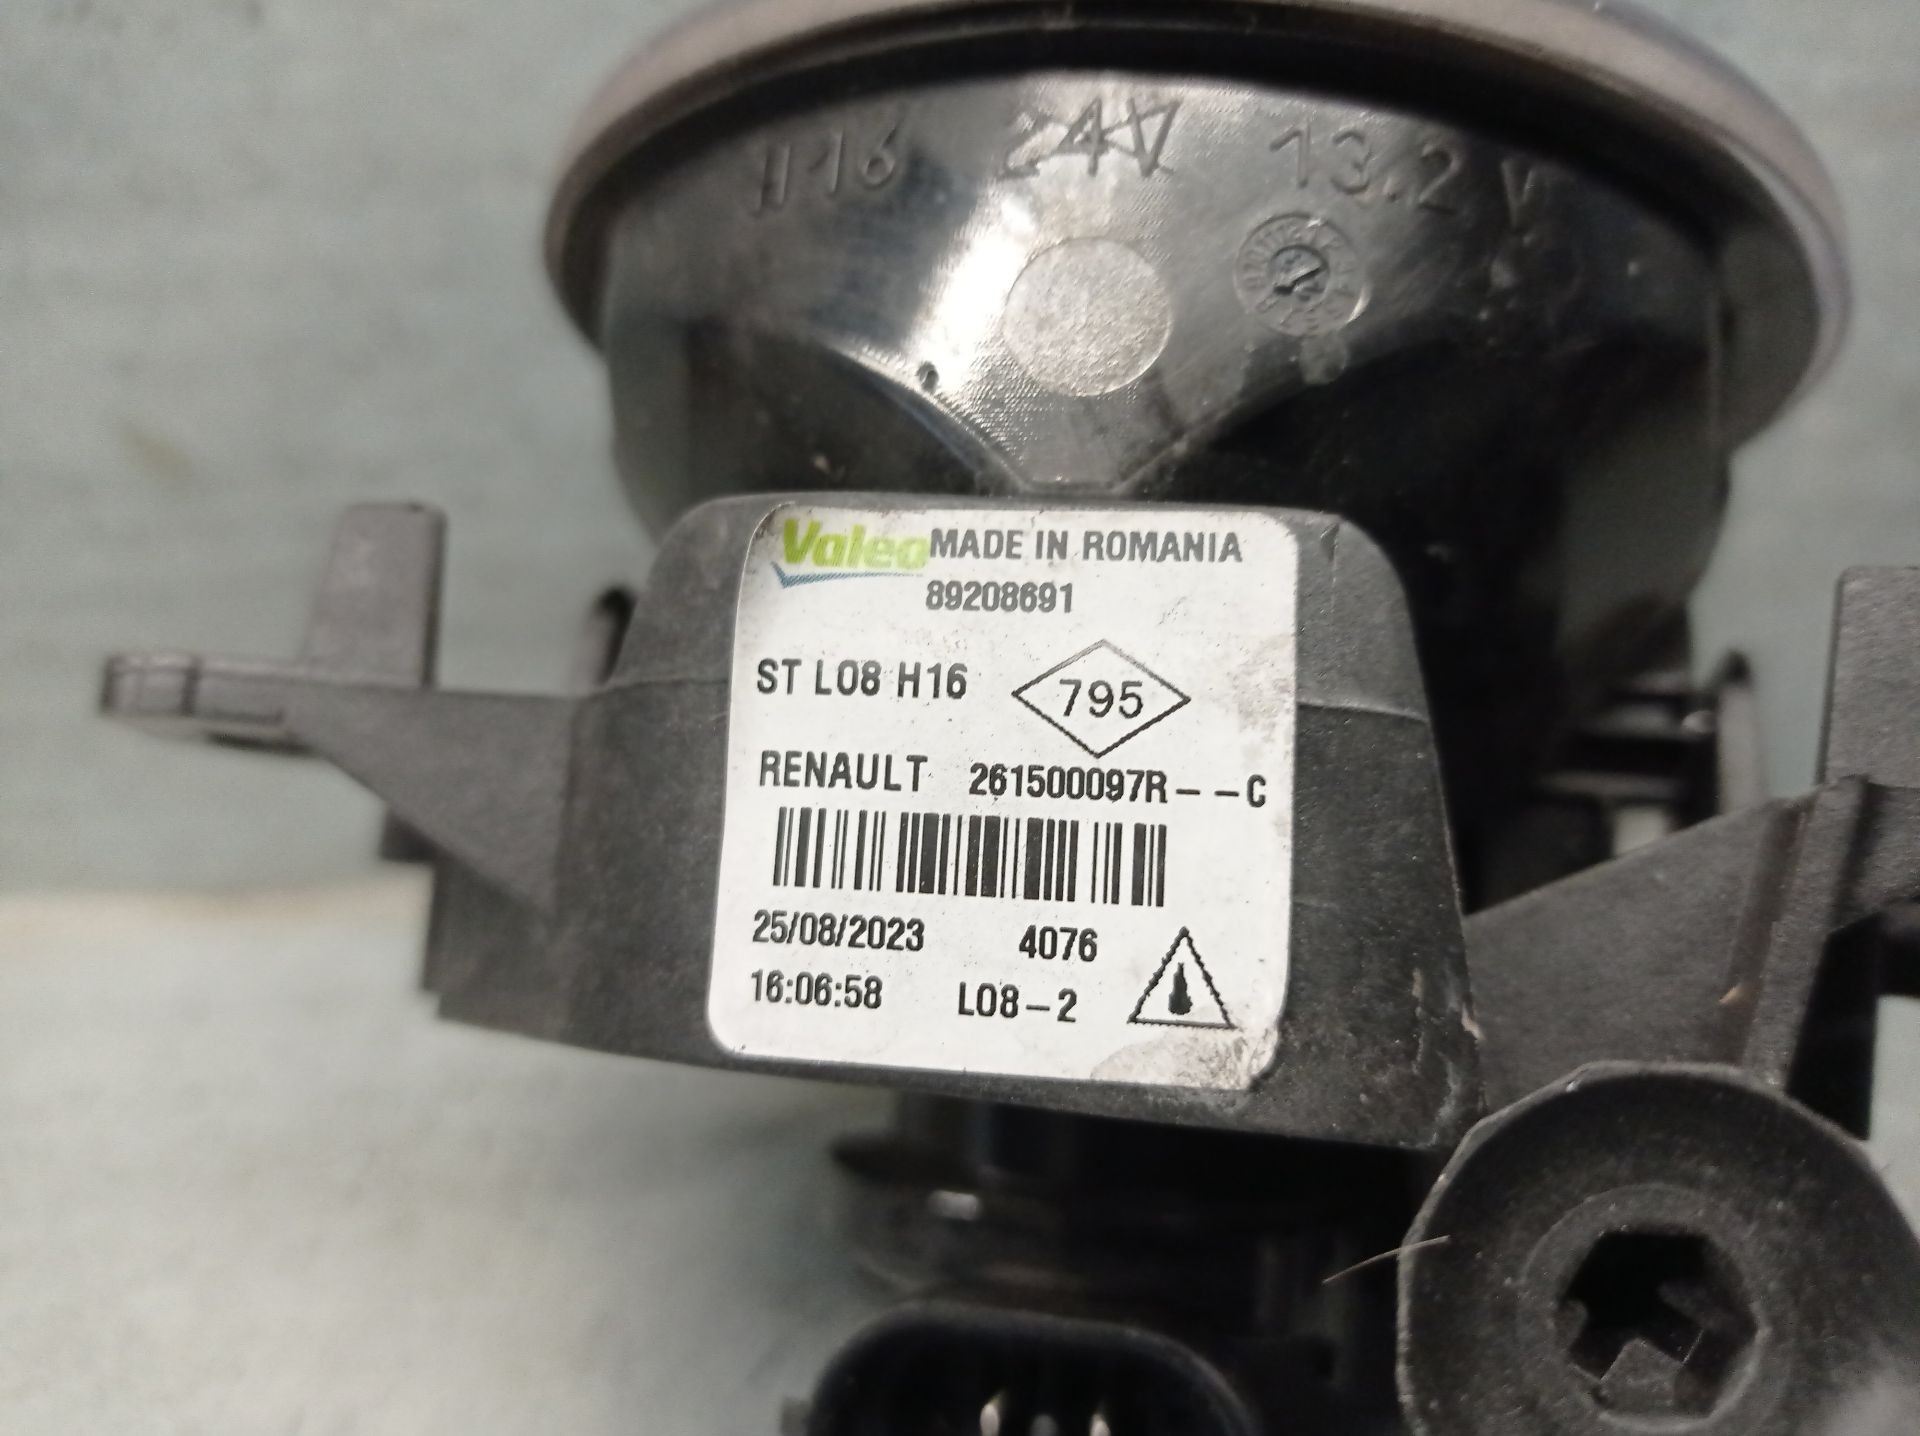 H16 24V 13.2V
Valeo MADE IN ROMANIA
89208691
ST L08 H16 795
RENAULT 261500097R--C
25/08/2023 4076
16:06:58 L08-2